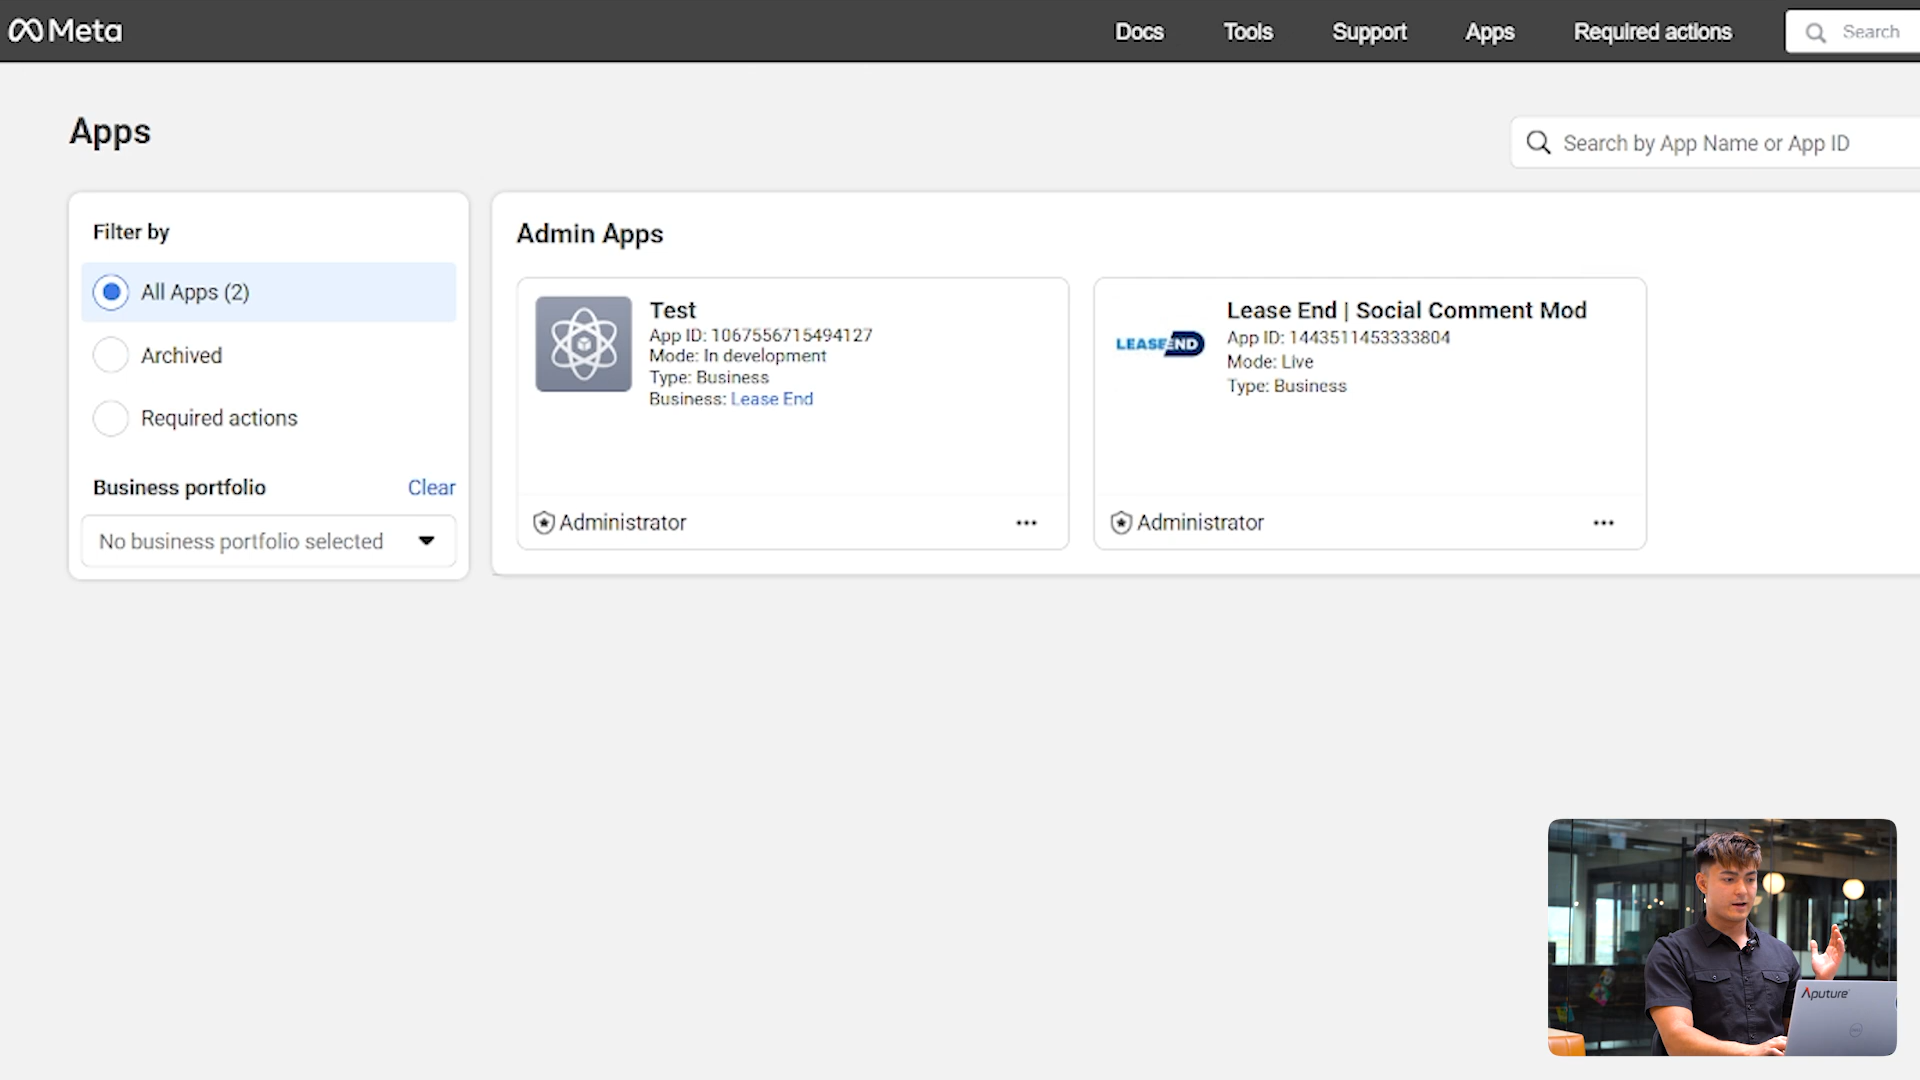 Meta
Docs
Tools
Support
Apps
Required actions
Search
Apps
Search by App Name or App ID
Filter by
All Apps (2)
Archived
Required actions
Business portfolio
Clear
No business portfolio selected
Admin Apps
Test
App ID: 1067556715494127
Mode: In development
Type: Business
Business: Lease End
Administrator
LEASE END
Lease End | Social Comment Mod
App ID: 1443511453333804
Mode: Live
Type: Business
Administrator
Aputure
DELL